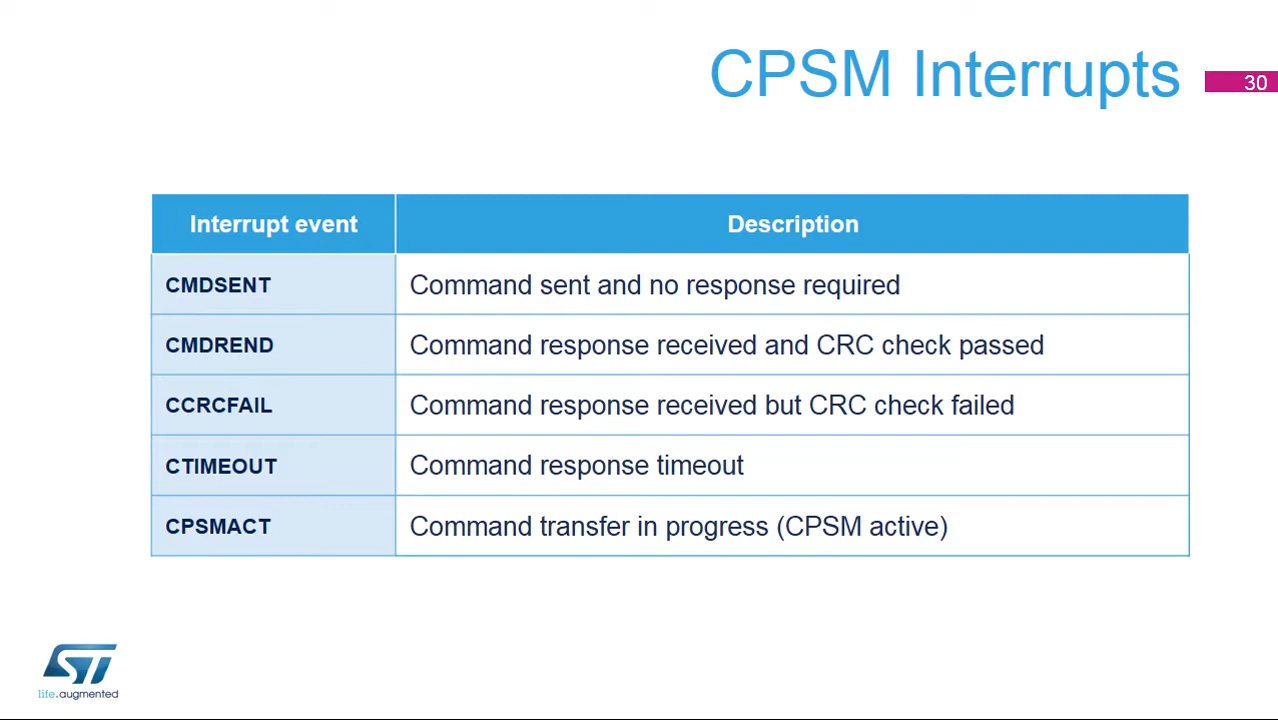 CPSM Interrupts
30
Interrupt event Description
CMDSENT Command sent and no response required
CMDREND Command response received and CRC check passed
CCRCFAIL Command response received but CRC check failed
CTIMEOUT Command response timeout
CPSMACT Command transfer in progress (CPSM active)
ST
life.augmented